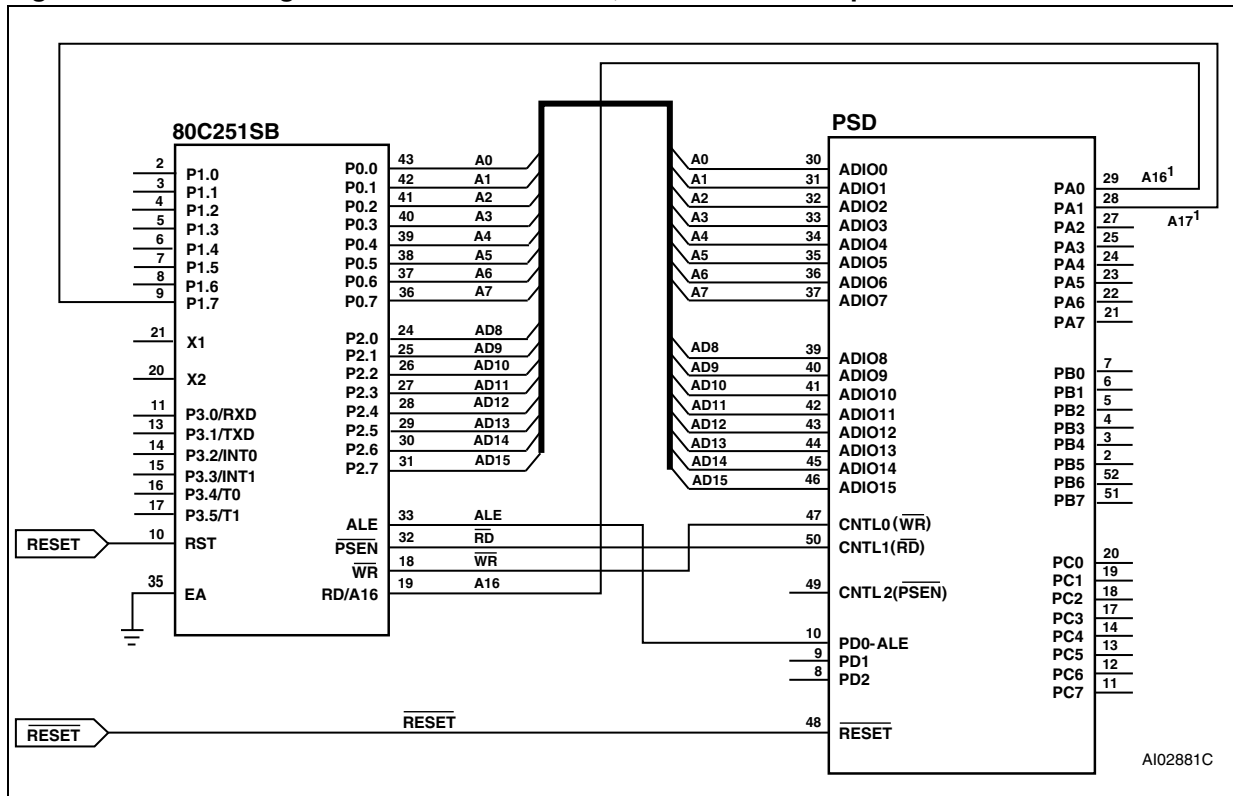 80C251SB
2 P1.0
3 P1.1
4 P1.2
5 P1.3
6 P1.4
7 P1.5
8 P1.6
9 P1.7
21 X1
20 X2
11 P3.0/RXD
13 P3.1/TXD
14 P3.2/INT0
15 P3.3/INT1
16 P3.4/T0
17 P3.5/T1
RESET 10 RST
35 EA
P0.0 43 A0
P0.1 42 A1
P0.2 41 A2
P0.3 40 A3
P0.4 39 A4
P0.5 38 A5
P0.6 37 A6
P0.7 36 A7
P2.0 24 AD8
P2.1 25 AD9
P2.2 26 AD10
P2.3 27 AD11
P2.4 28 AD12
P2.5 29 AD13
P2.6 30 AD14
P2.7 31 AD15
ALE 33 ALE
PSEN 32 RD
WR 18 WR
RD/A16 19 A16
PSD
A0 30 ADIO0
A1 31 ADIO1
A2 32 ADIO2
A3 33 ADIO3
A4 34 ADIO4
A5 35 ADIO5
A6 36 ADIO6
A7 37 ADIO7
AD8 39 ADIO8
AD9 40 ADIO9
AD10 41 ADIO10
AD11 42 ADIO11
AD12 43 ADIO12
AD13 44 ADIO13
AD14 45 ADIO14
AD15 46 ADIO15
47 CNTL0 (WR)
50 CNTL1(RD)
49 CNTL 2(PSEN)
10 PD0-ALE
9 PD1
8 PD2
RESET RESET 48 RESET
PA0 29 A16¹
PA1 28 A17¹
PA2 27
PA3 25
PA4 24
PA5 23
PA6 22
PA7 21
PB0 7
PB1 6
PB2 5
PB3 4
PB4 3
PB5 2
PB6 52
PB7 51
PC0 20
PC1 19
PC2 18
PC3 17
PC4 14
PC5 13
PC6 12
PC7 11
AI02881C